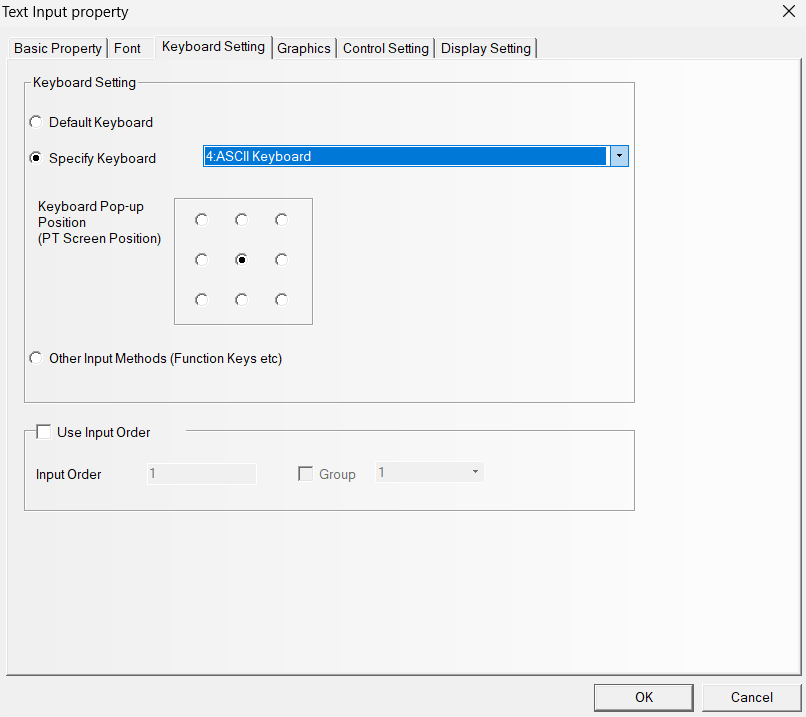 Text Input property
Basic Property Font Keyboard Setting Graphics Control Setting Display Setting
Keyboard Setting
Default Keyboard
Specify Keyboard 4:ASCII Keyboard
Keyboard Pop-up
Position
(PT Screen Position)
Other Input Methods (Function Keys etc)
Use Input Order
Input Order 1 Group 1
OK Cancel